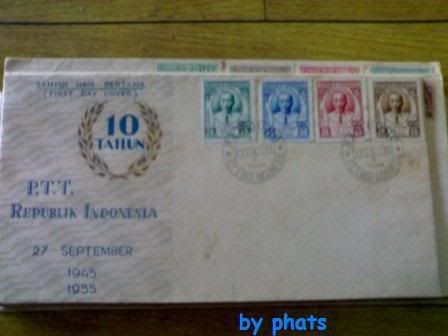 SAMPUL HARI PERTAMA
(FIRST DAY COVER)
10
TAHUN
P.T.T.
REPUBLIK INDONESIA
27 SEPTEMBER
1945
1955
by phats